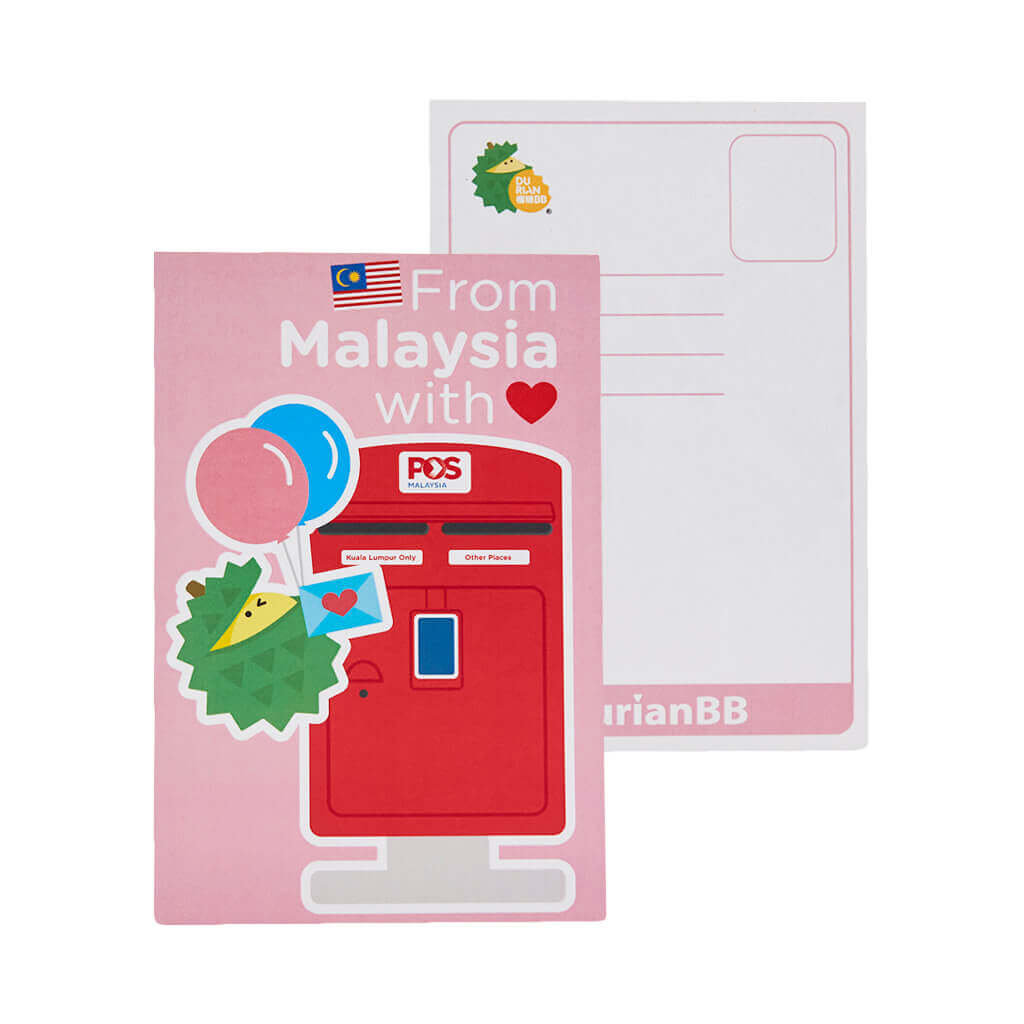 From
Malaysia
with
POS
MALAYSIA
Kuala Lumpur Only
Other Places
DU
RIAN
榴槤BB
®
urianBB